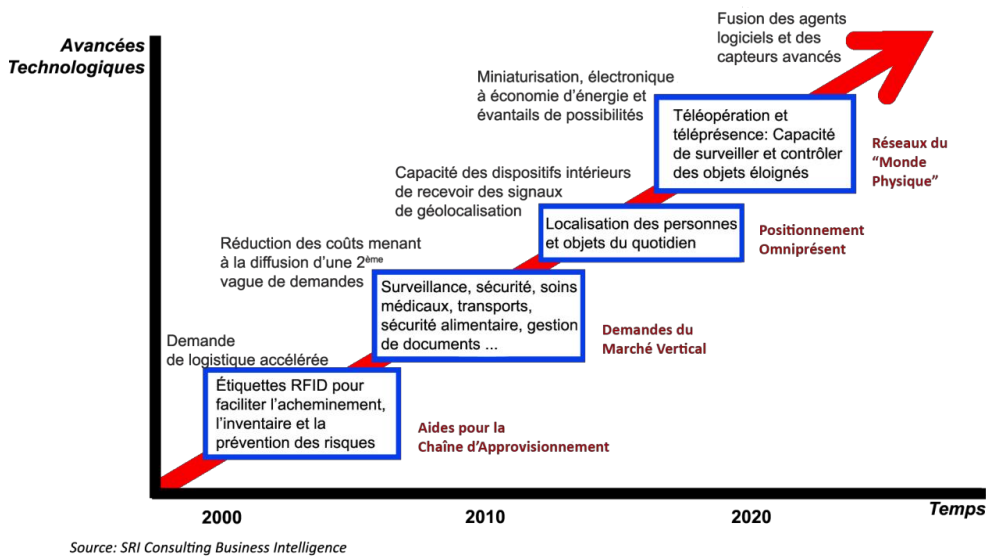 Avancées
Technologiques
Fusion des agents
logiciels et des
capteurs avancés
Miniaturisation, électronique
à économie d'énergie et
évantails de possibilités
Téléopération et
téléprésence: Capacité
de surveiller et contrôler
des objets éloignés
Réseaux du
"Monde
Physique"
Capacité des dispositifs intérieurs
de recevoir des signaux
de géolocalisation
Localisation des personnes
et objets du quotidien
Positionnement
Omniprésent
Réduction des coûts menant
à la diffusion d'une 2ème
vague de demandes
Surveillance, sécurité, soins
médicaux, transports,
sécurité alimentaire, gestion
de documents ...
Demandes du
Marché Vertical
Demande
de logistique accélérée
Étiquettes RFID pour
faciliter l'acheminement,
l'inventaire et la
prévention des risques
Aides pour la
Chaîne d'Approvisionnement
2000
2010
2020
Temps
Source: SRI Consulting Business Intelligence